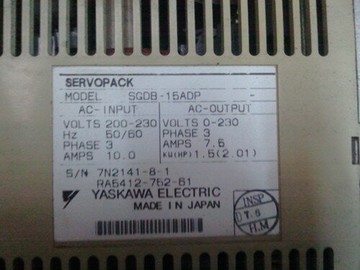 SERVOPACK
MODEL SGDB-15ADP -
AC-INPUT AC-OUTPUT
VOLTS 200-230 VOLTS 0-230
Hz 50/60 PHASE 3
PHASE 3 AMPS 7.5
AMPS 10.0 kW(HP) 1.5(2.01)
S/N 7N2141-8-1
RA5412-752-61
YASKAWA ELECTRIC
MADE IN JAPAN
INSP
H.M